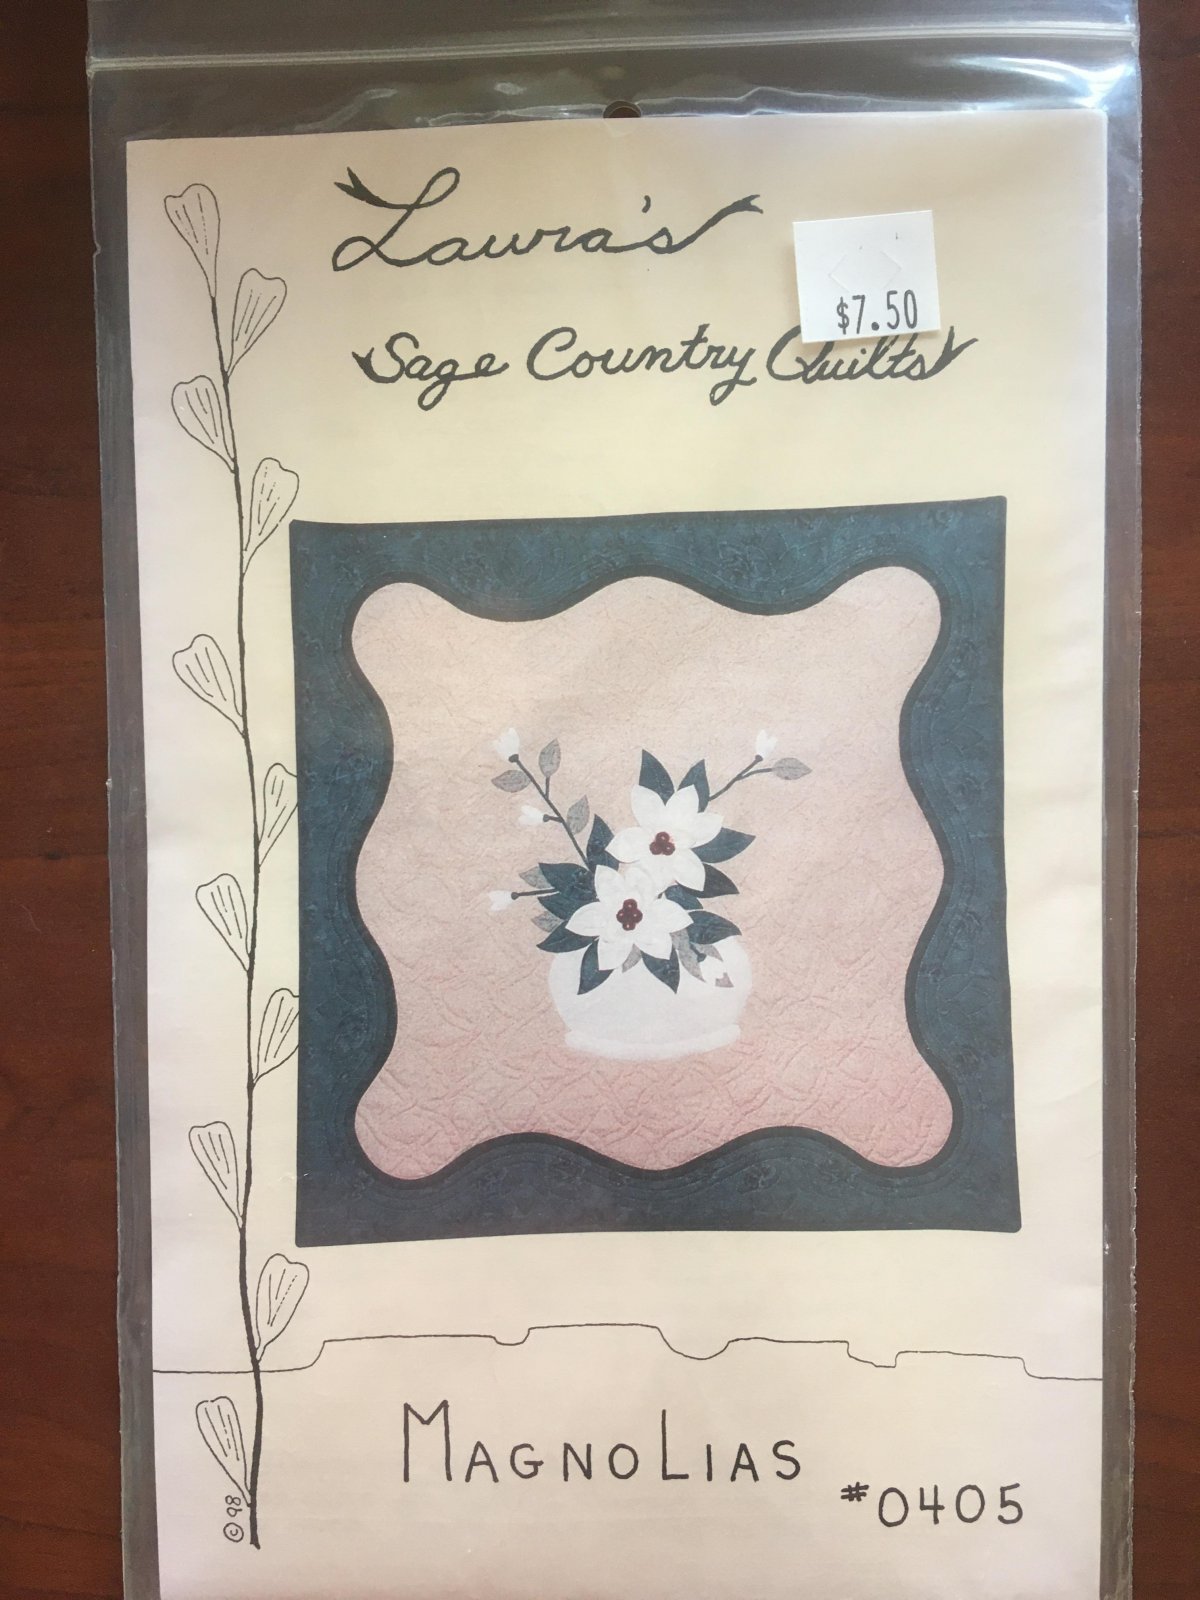 Laura's
$7.50
Sage Country Quilts
MAGNOLIAS
#0405
©98